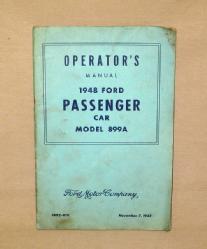 OPERATOR'S
MANUAL
1948 FORD
PASSENGER
CAR
MODEL 899A
Ford Motor Company
November 7, 1947